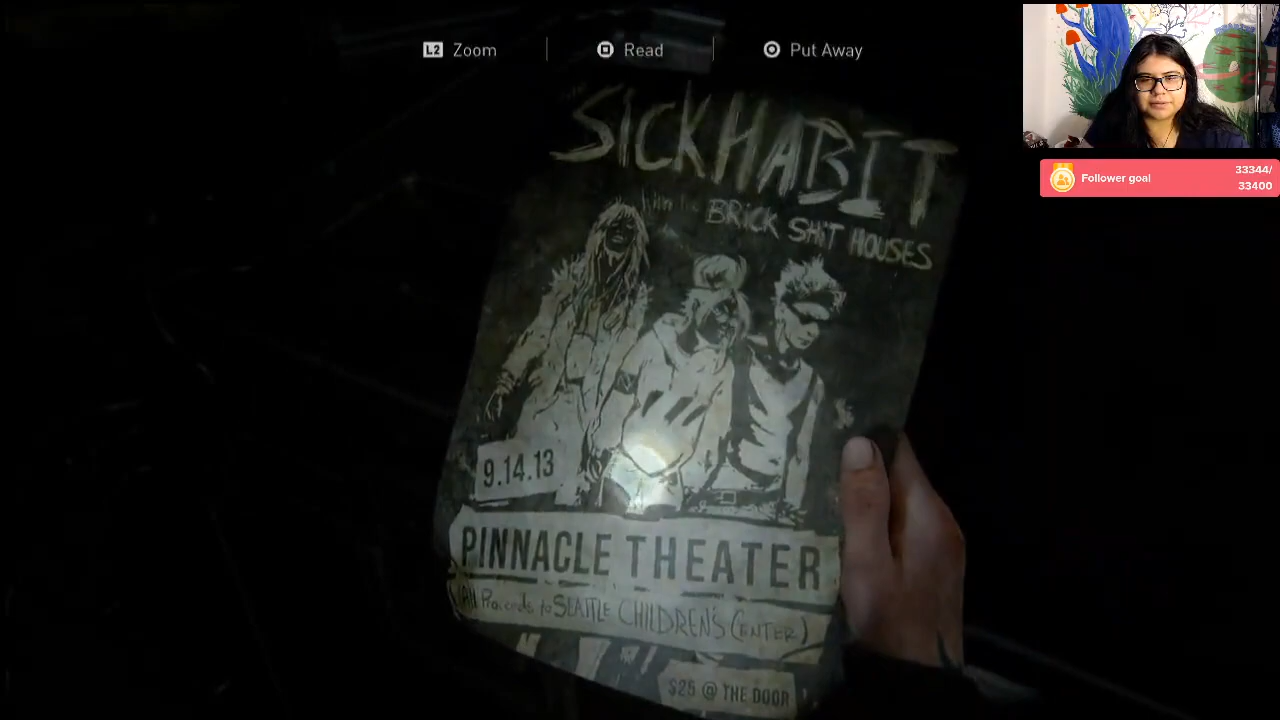 L2 Zoom
Read
Put Away
SICKHABIT
BRICK SHIT HOUSES
9.14.13
PINNACLE THEATER
(All Proceeds to SEATTLE CHILDREN'S CENTER)
$25 @ THE DOOR
Follower goal
33344/
33400